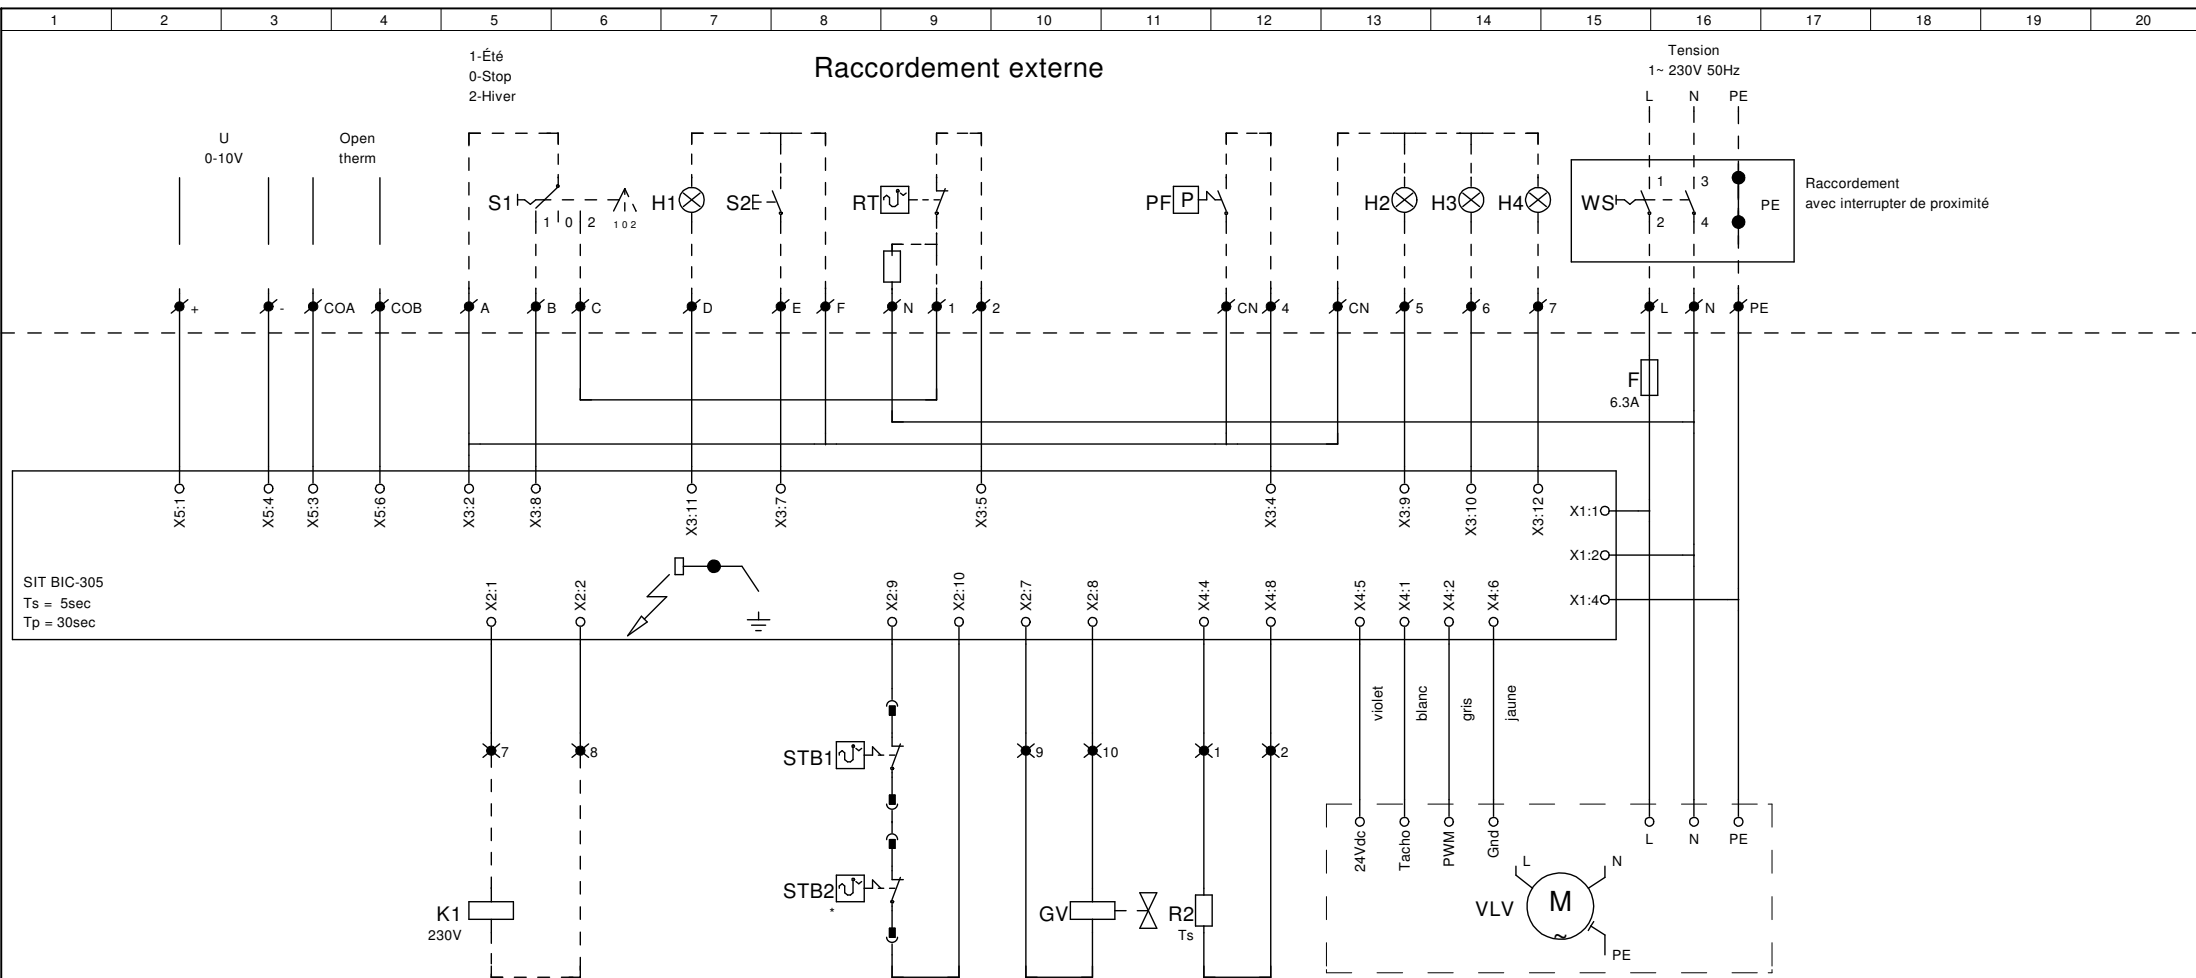 1 2 3 4 5 6 7 8 9 10 11 12 13 14 15 16 17 18 19 20
Raccordement externe
1-Été
0-Stop
2-Hiver
Tension
1~ 230V 50Hz
L N PE
U
0-10V
Open
therm
S1
1 0 2
1 0 2
H1
S2
RT
PF P
H2
H3
H4
WS
1 3
2 4
PE
Raccordement
avec interrupter de proximité
+ - COA COB A B C D E F N 1 2 CN 4 CN 5 6 7 L N PE
F
6.3A
X5:1 X5:4 X5:3 X5:6 X3:2 X3:8 X3:11 X3:7 X3:5 X3:4 X3:9 X3:10 X3:12
X1:1
X1:2
X1:4
SIT BIC-305
Ts = 5sec
Tp = 30sec
X2:1 X2:2 X2:9 X2:10 X2:7 X2:8 X4:4 X4:8 X4:5 X4:1 X4:2 X4:6
violet blanc gris jaune
7 8 9 10 1 2
STB1
STB2
*
K1
230V
GV
R2
Ts
24Vdc Tacho PWM Gnd
L N PE
VLV
M
~
L N
PE